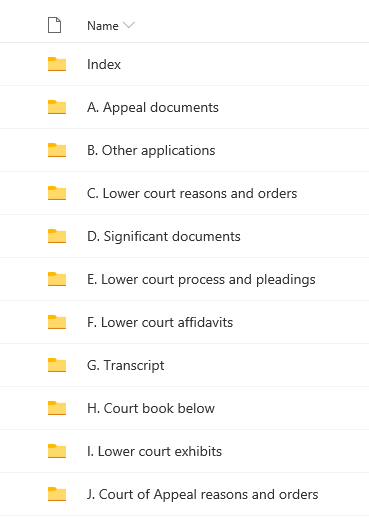 Name
Index
A. Appeal documents
B. Other applications
C. Lower court reasons and orders
D. Significant documents
E. Lower court process and pleadings
F. Lower court affidavits
G. Transcript
H. Court book below
I. Lower court exhibits
J. Court of Appeal reasons and orders